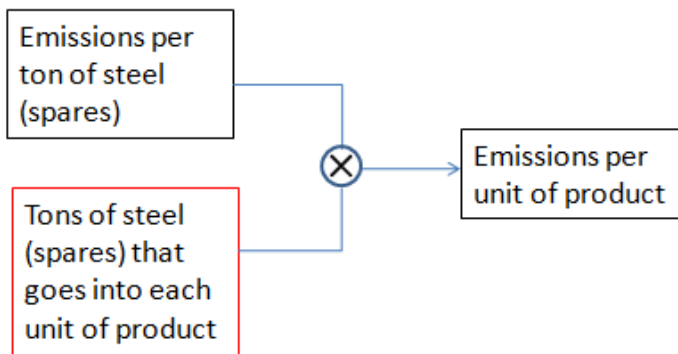 Emissions per
ton of steel
(spares)
Emissions per
unit of product
Tons of steel
(spares) that
goes into each
unit of product